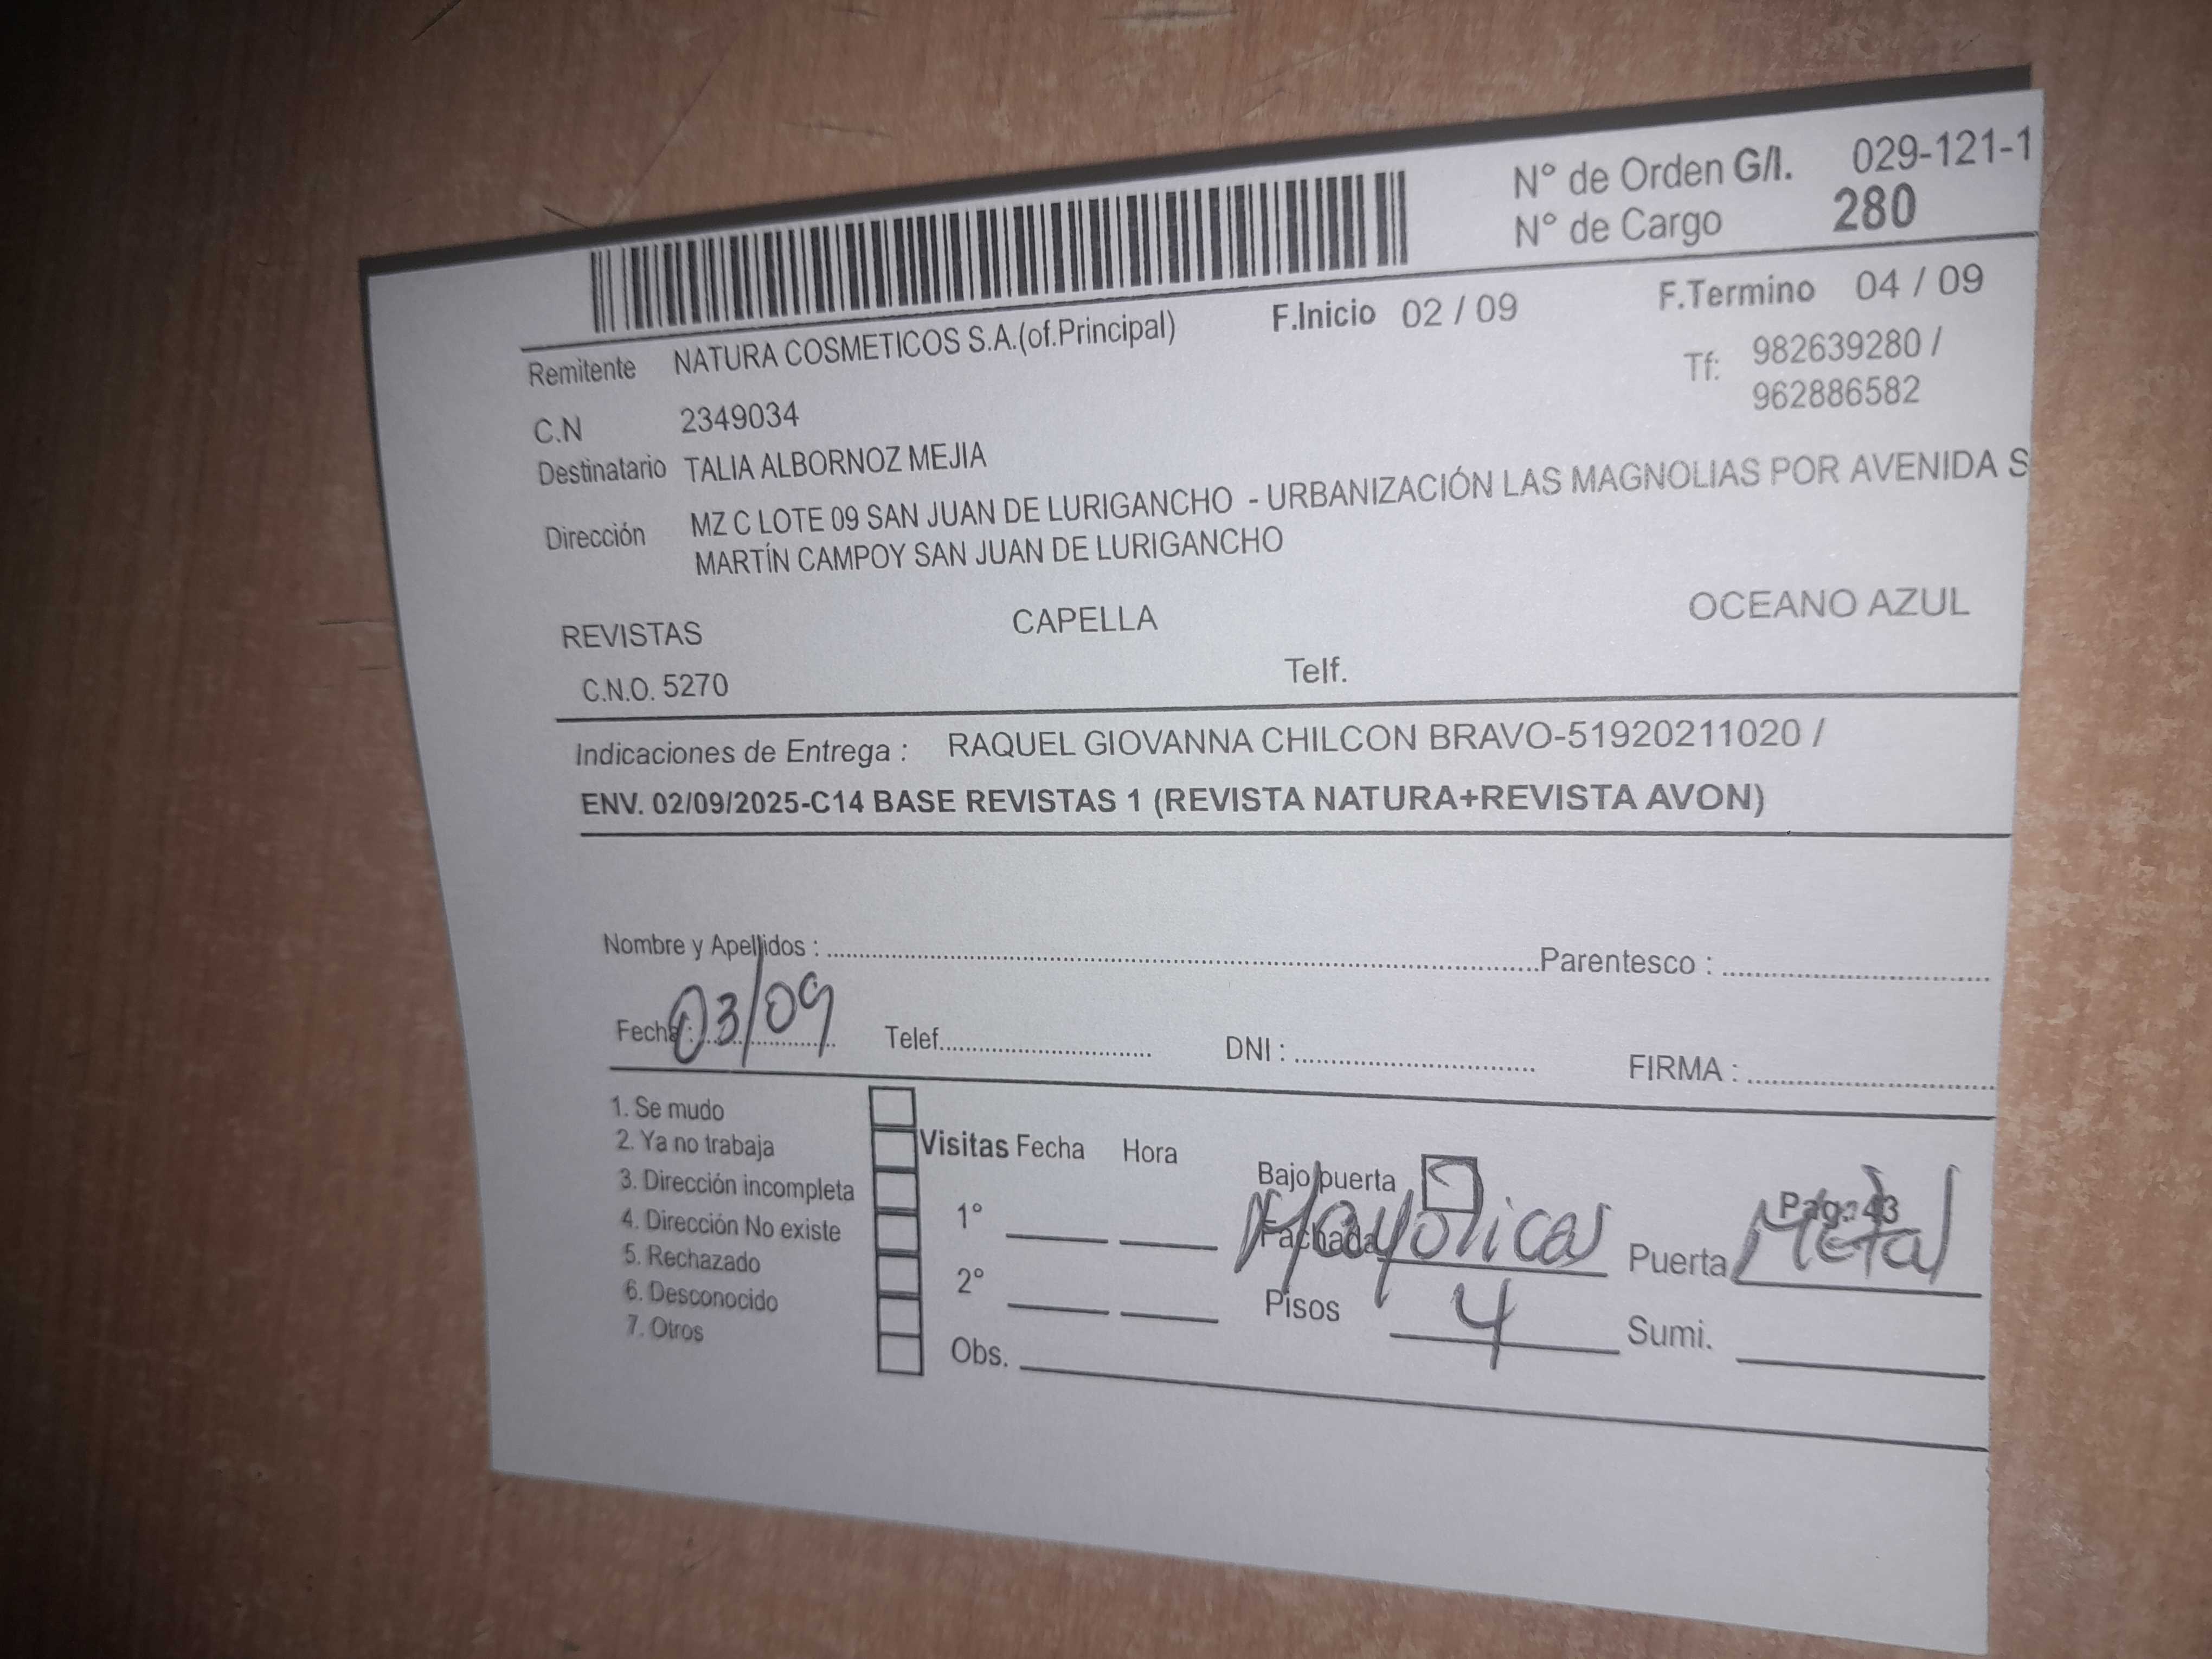 N° de Orden G/I. 029-121-1
N° de Cargo 280
F.Inicio 02 / 09 F.Termino 04 / 09
Remitente NATURA COSMETICOS S.A.(of.Principal)
Tf: 982639280 /
962886582
C.N 2349034
Destinatario TALIA ALBORNOZ MEJIA
Dirección MZ C LOTE 09 SAN JUAN DE LURIGANCHO - URBANIZACIÓN LAS MAGNOLIAS POR AVENIDA S
MARTÍN CAMPOY SAN JUAN DE LURIGANCHO
REVISTAS CAPELLA OCEANO AZUL
C.N.O. 5270 Telf.
Indicaciones de Entrega : RAQUEL GIOVANNA CHILCON BRAVO-51920211020 /
ENV. 02/09/2025-C14 BASE REVISTAS 1 (REVISTA NATURA+REVISTA AVON)
Nombre y Apellidos : Parentesco :
Fecha : 03/09 Telef. DNI : FIRMA :
1. Se mudo
2. Ya no trabaja
3. Dirección incompleta
4. Dirección No existe
5. Rechazado
6. Desconocido
7. Otros
Visitas Fecha Hora
1°
2°
Obs.
Bajo puerta
Fachada Mayolicas Puerta Metal
Pag.: 43
Pisos 4 Sumi.